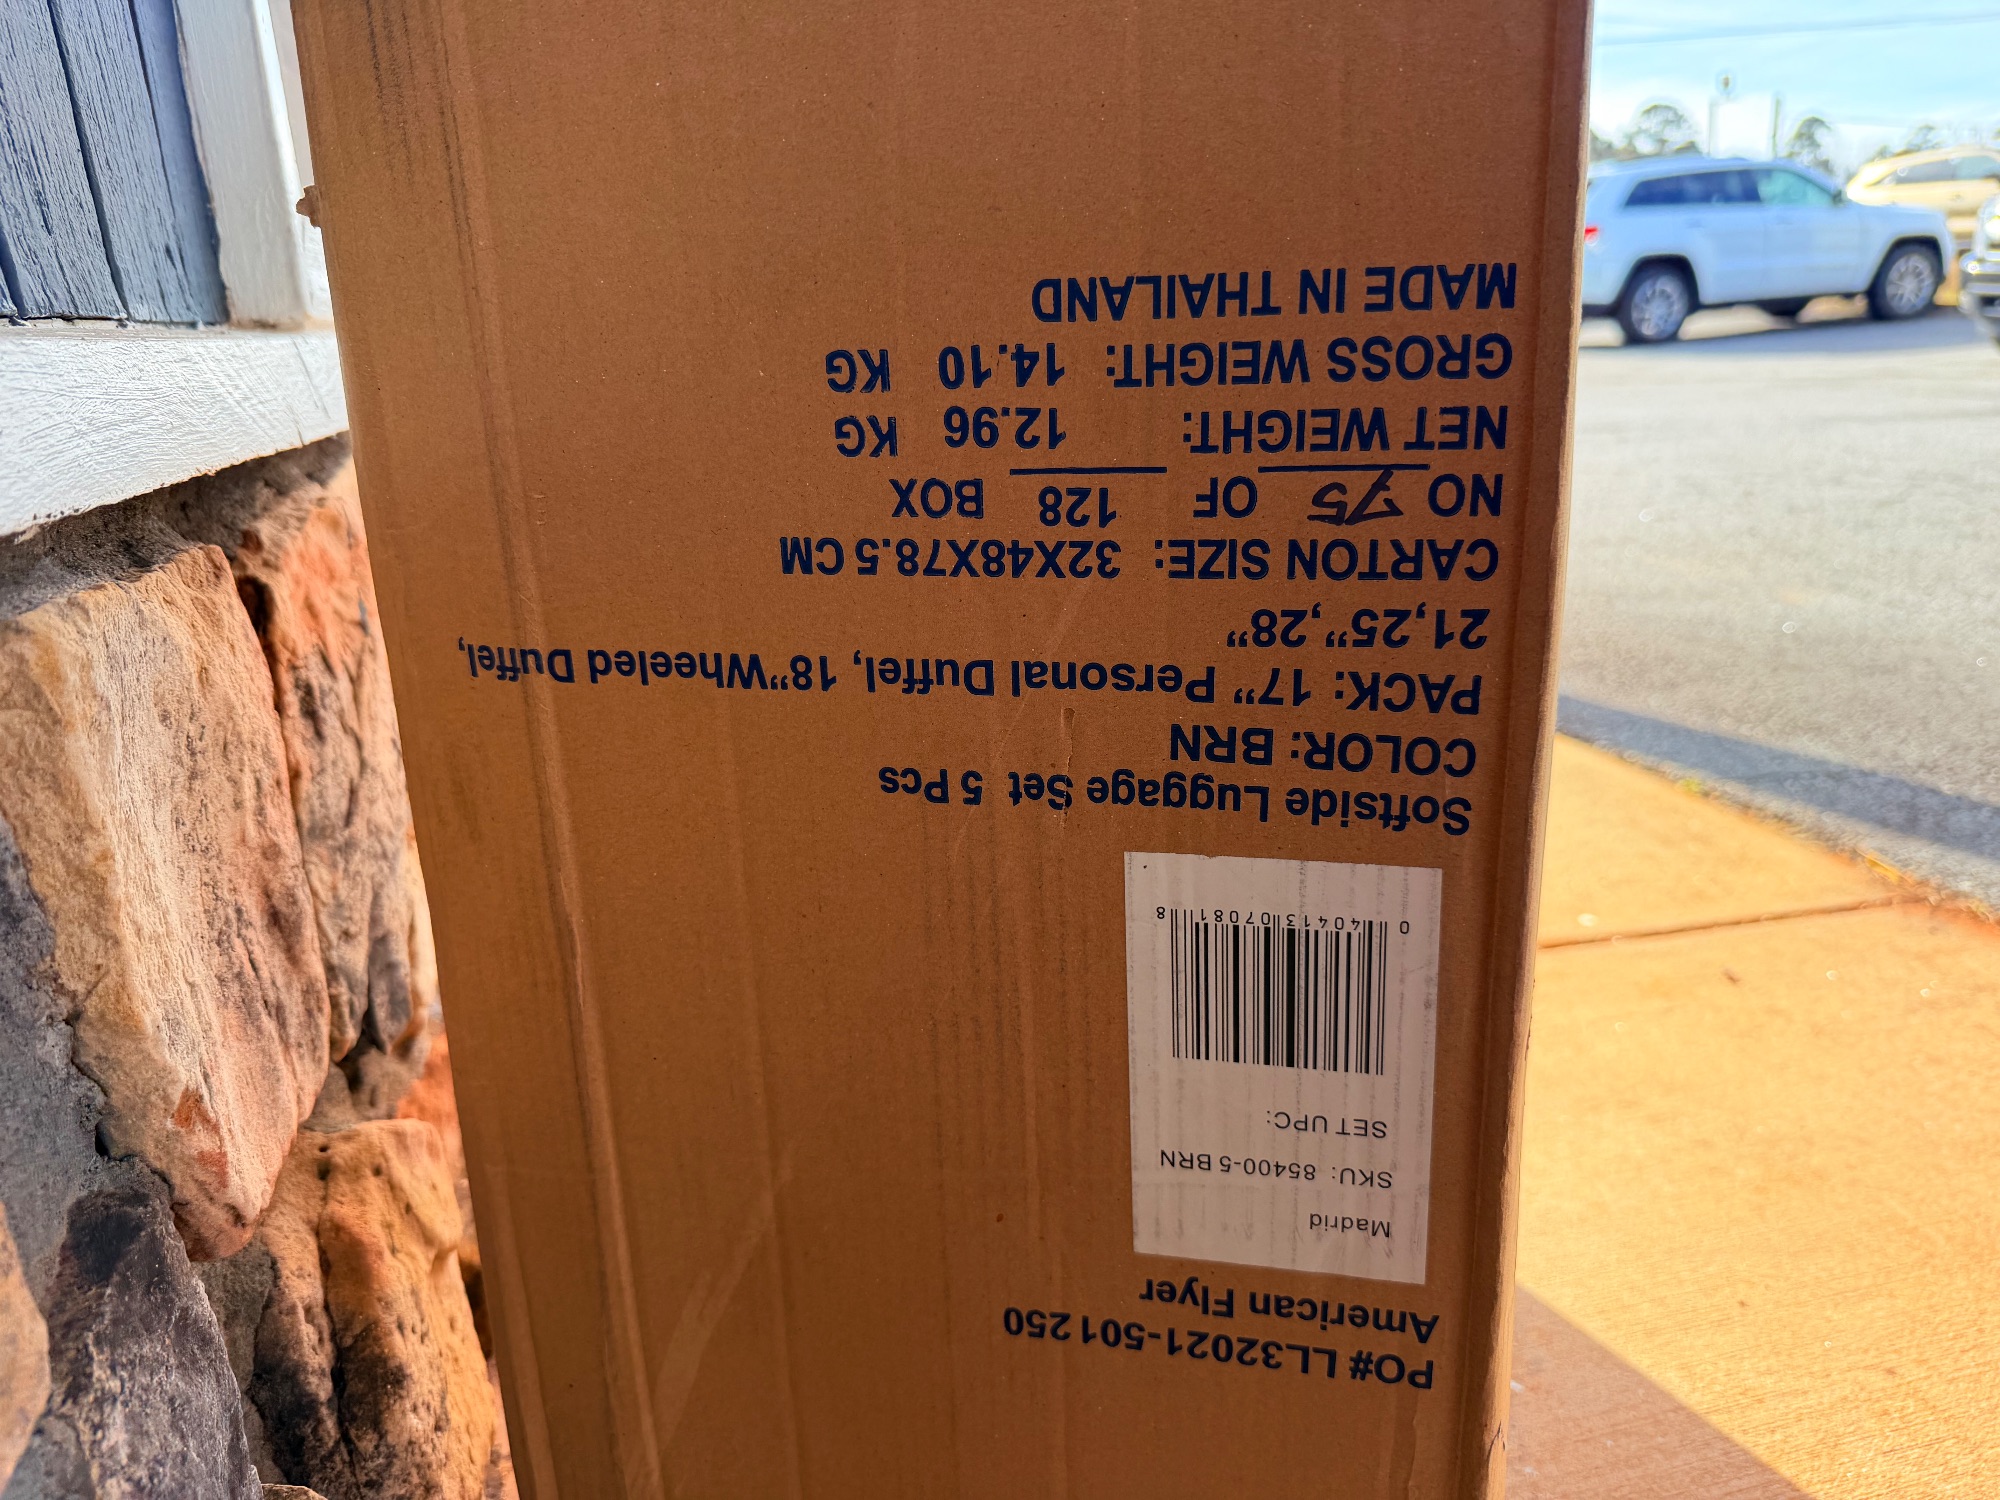 PO# LL32021-501250
American Flyer
Madrid
SKU: 85400-5 BRN
SET UPC:
0 40413 07081 8
Softside Luggage Set 5 Pcs
COLOR: BRN
PACK: 17” Personal Duffel, 18”Wheeled Duffel,
21,25”,28”
CARTON SIZE: 32X48X78.5 CM
NO 75 OF 128 BOX
NET WEIGHT: 12.96 KG
GROSS WEIGHT: 14.10 KG
MADE IN THAILAND